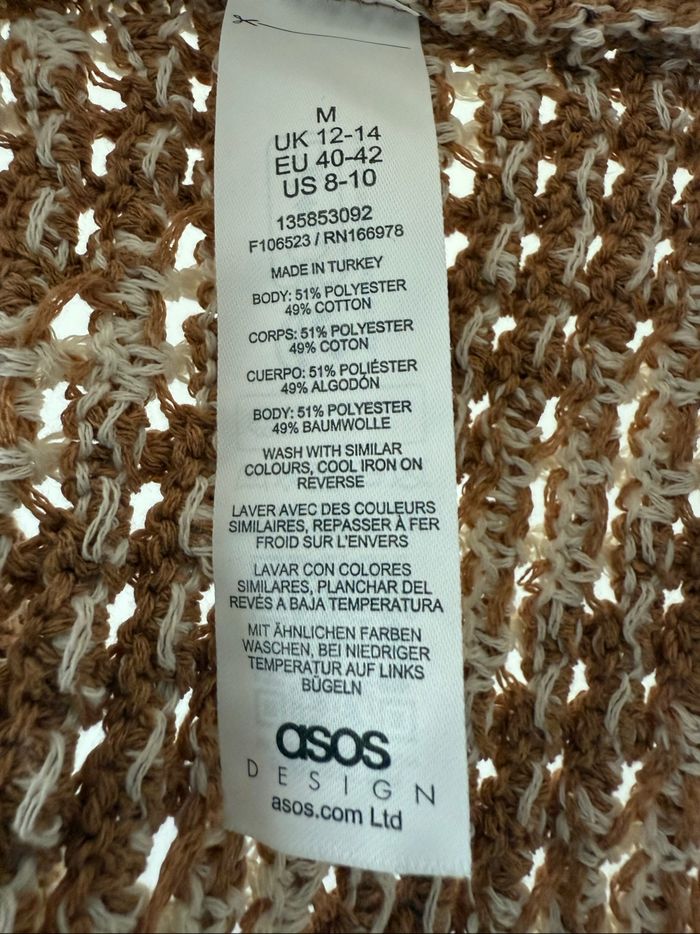 M
UK 12-14
EU 40-42
US 8-10
135853092
F106523 / RN166978
MADE IN TURKEY
BODY: 51% POLYESTER
49% COTTON
CORPS: 51% POLYESTER
49% COTON
CUERPO: 51% POLIÉSTER
49% ALGODÓN
BODY: 51% POLYESTER
49% BAUMWOLLE
WASH WITH SIMILAR
COLOURS, COOL IRON ON
REVERSE
LAVER AVEC DES COULEURS
SIMILAIRES, REPASSER À FER
FROID SUR L'ENVERS
LAVAR CON COLORES
SIMILARES, PLANCHAR DEL
REVÉS A BAJA TEMPERATURA
MIT ÄHNLICHEN FARBEN
WASCHEN, BEI NIEDRIGER
TEMPERATUR AUF LINKS
BÜGELN
asos
DESIGN
asos.com Ltd